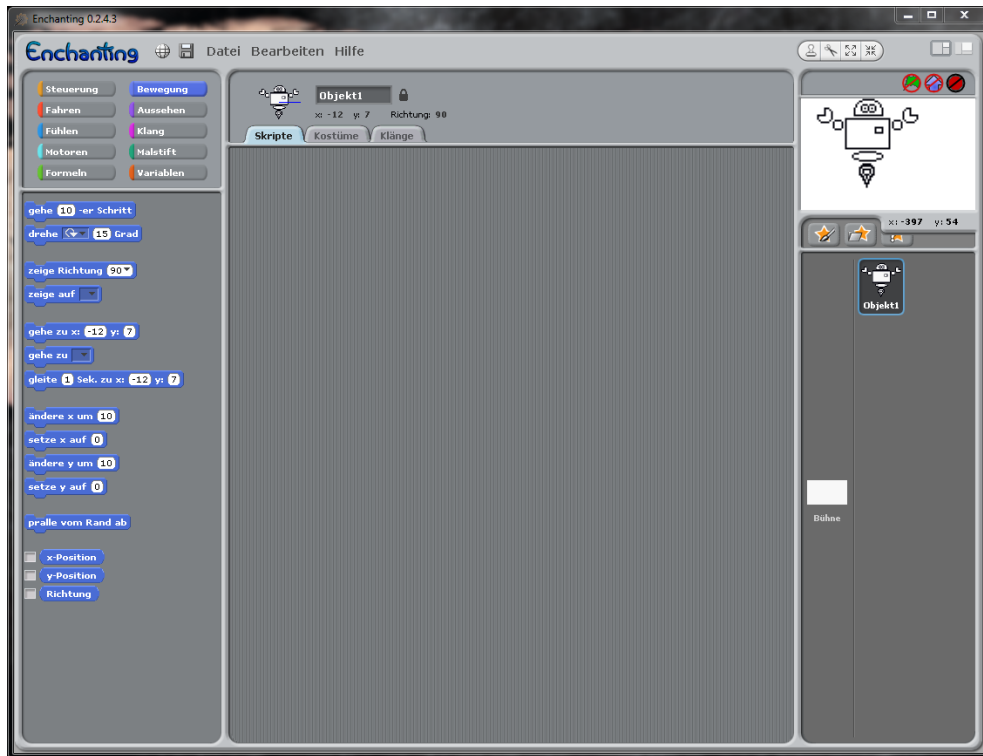 Enchanting 0.2.4.3
Enchanting Datei Bearbeiten Hilfe
Steuerung Bewegung
Fahren Aussehen
Fühlen Klang
Motoren Malstift
Formeln Variablen
gehe 10 -er Schritt
drehe 15 Grad
zeige Richtung 90
zeige auf
gehe zu x: -12 y: 7
gehe zu
gleite 1 Sek. zu x: -12 y: 7
ändere x um 10
setze x auf 0
ändere y um 10
setze y auf 0
pralle vom Rand ab
x-Position
y-Position
Richtung
Objekt1
x: -12 y: 7 Richtung: 90
Skripte Kostüme Klänge
x: -397 y: 54
Objekt1
Bühne